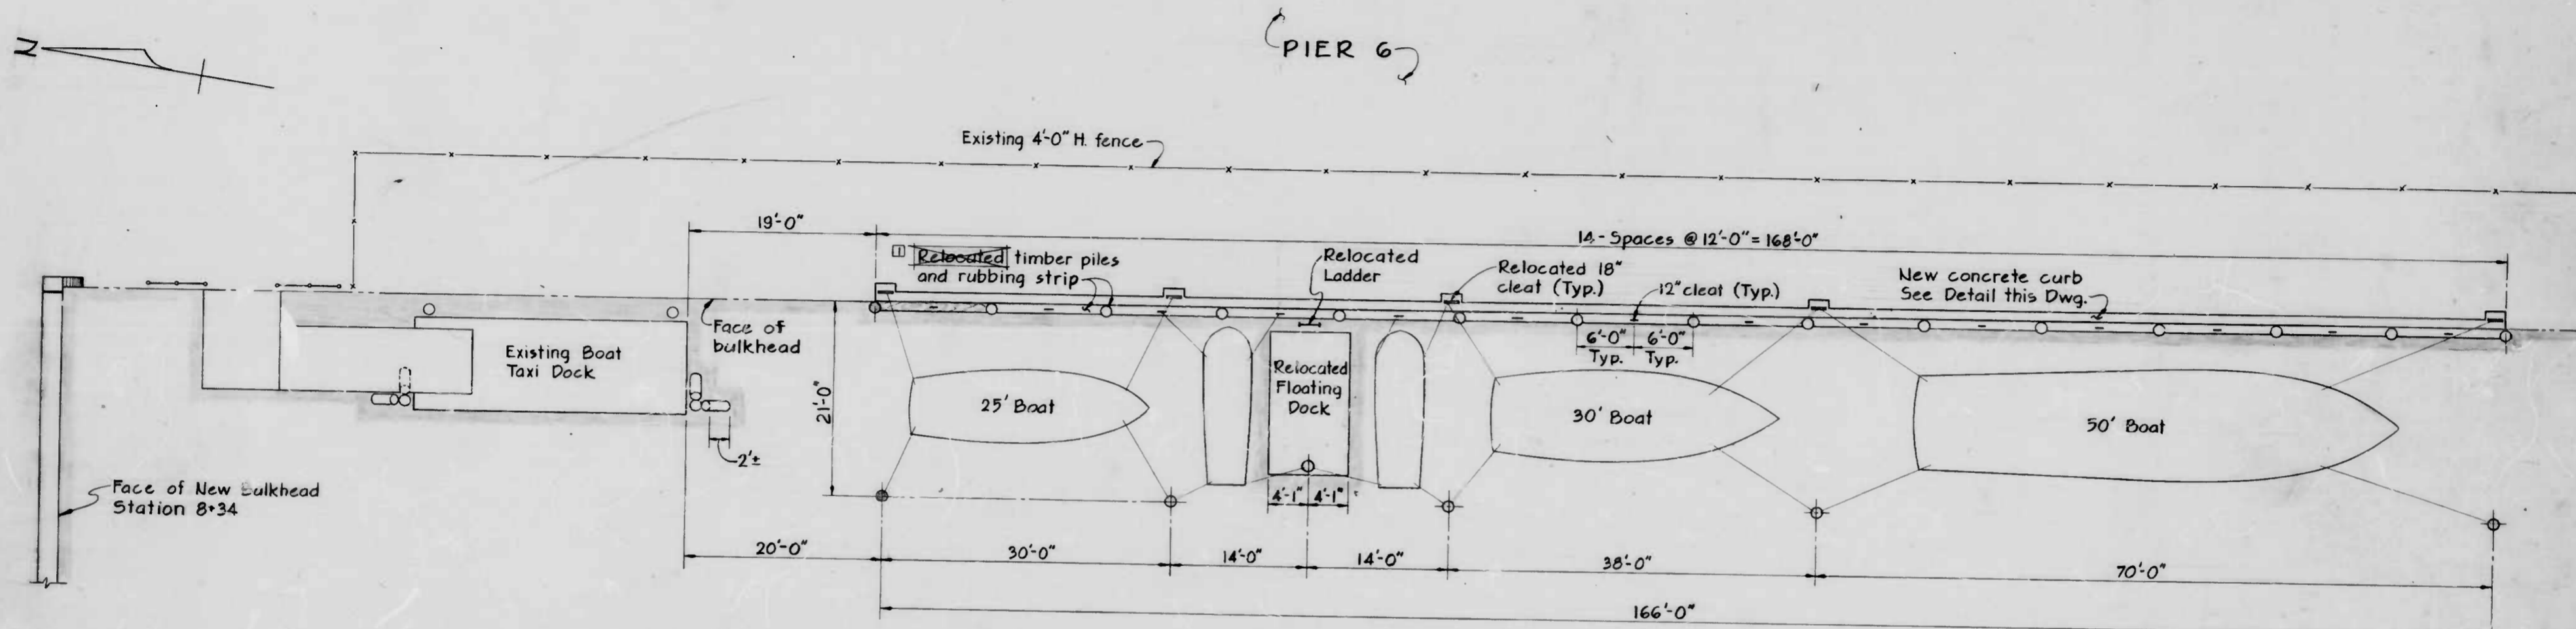 PIER 6
N
Existing 4'-0" H. fence
19'-0"
14 - Spaces @ 12'-0" = 168'-0"
1
Relocated timber piles
and rubbing strip
Relocated
Ladder
Relocated 18"
cleat (Typ.)
12" cleat (Typ.)
New concrete curb
See Detail this Dwg.
Face of
bulkhead
6'-0"
Typ.
6'-0"
Typ.
Existing Boat
Taxi Dock
21'-0"
25' Boat
Relocated
Floating
Dock
30' Boat
50' Boat
2'±
4'-1"
4'-1"
Face of New Bulkhead
Station 8+34
20'-0"
30'-0"
14'-0"
14'-0"
38'-0"
70'-0"
166'-0"